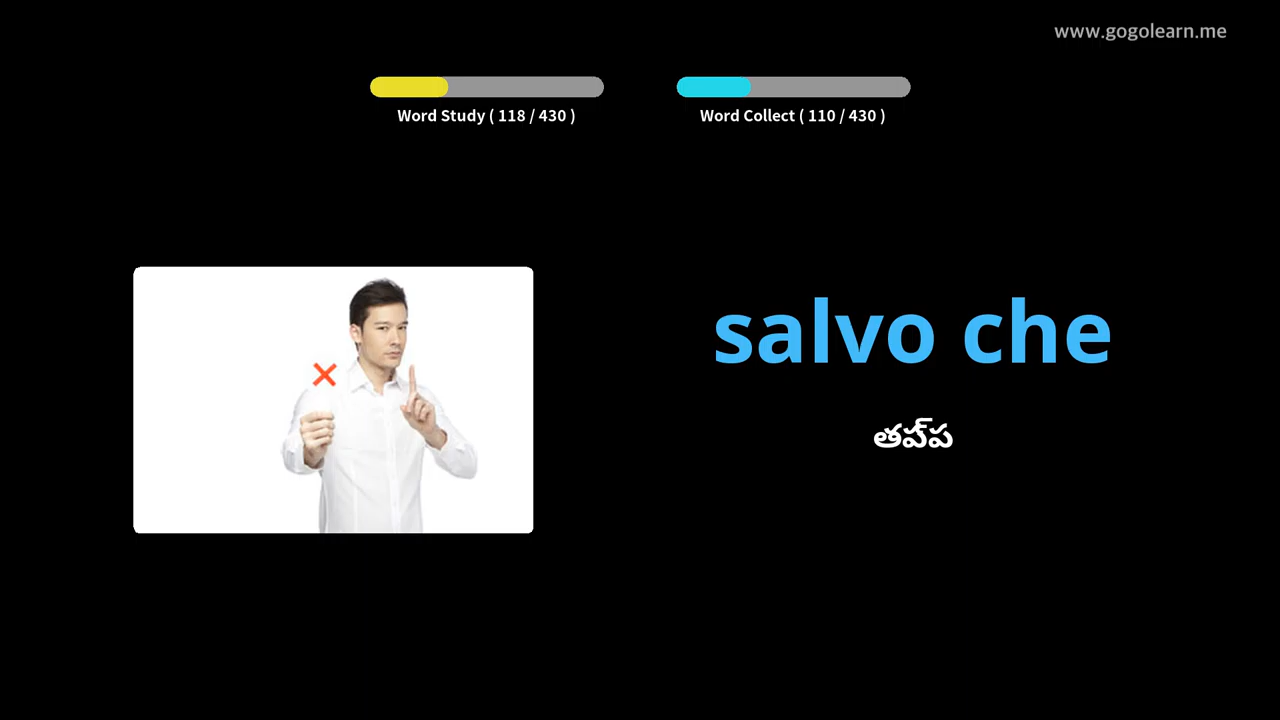 www.gogolearn.me
Word Study ( 118 / 430 )
Word Collect ( 110 / 430 )
salvo che
తప్ప